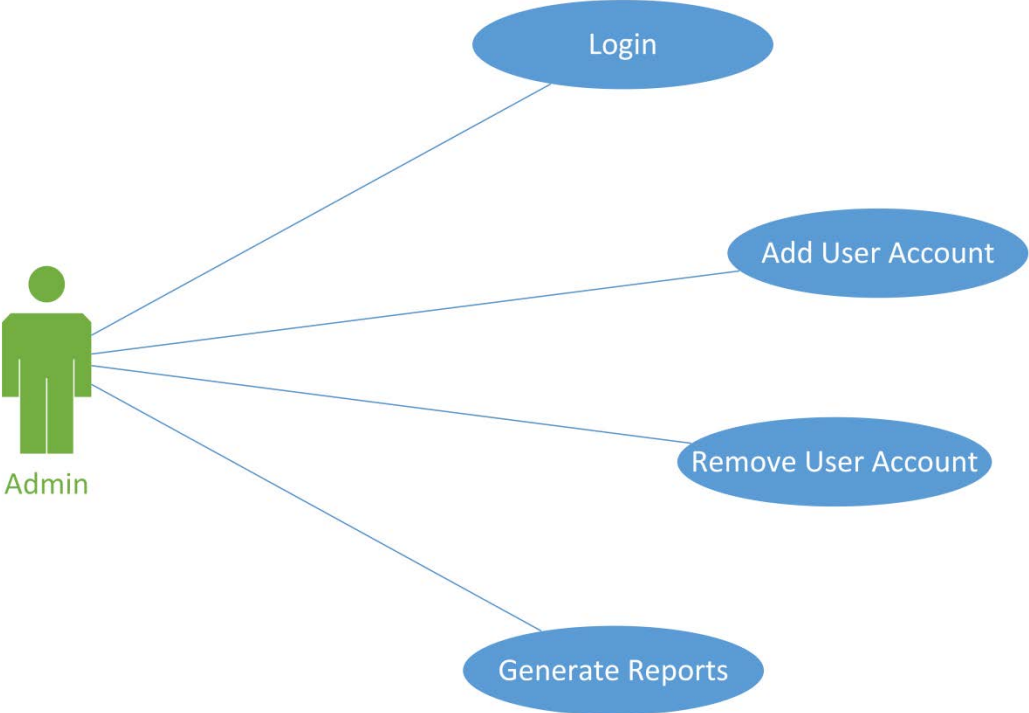 Login
Add User Account
Remove User Account
Admin
Generate Reports